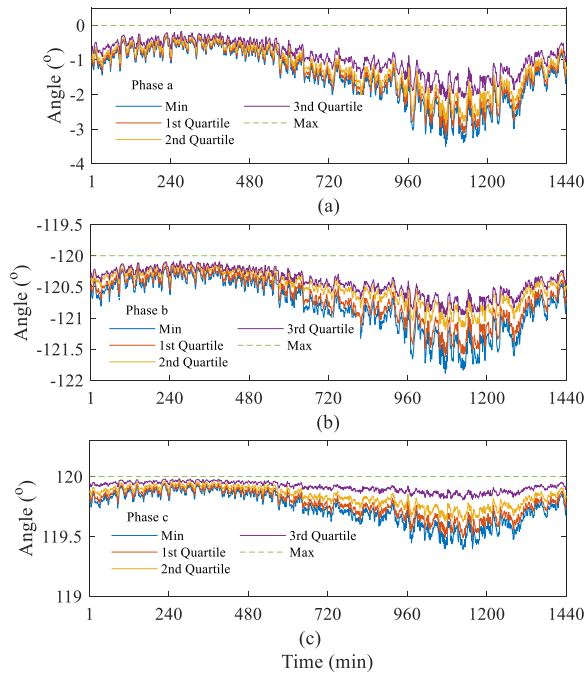 0
-1
-2
-3
-4
Angle (°)
Phase a
Min
3nd Quartile
1st Quartile
Max
2nd Quartile
1 240 480 720 960 1200 1440
(a)
-119.5
-120
-120.5
-121
-121.5
-122
Angle (°)
Phase b
Min
3rd Quartile
1st Quartile
Max
2nd Quartile
1 240 480 720 960 1200 1440
(b)
120
119.5
119
Angle (°)
Phase c
Min
3rd Quartile
1st Quartile
Max
2nd Quartile
1 240 480 720 960 1200 1440
(c)
Time (min)